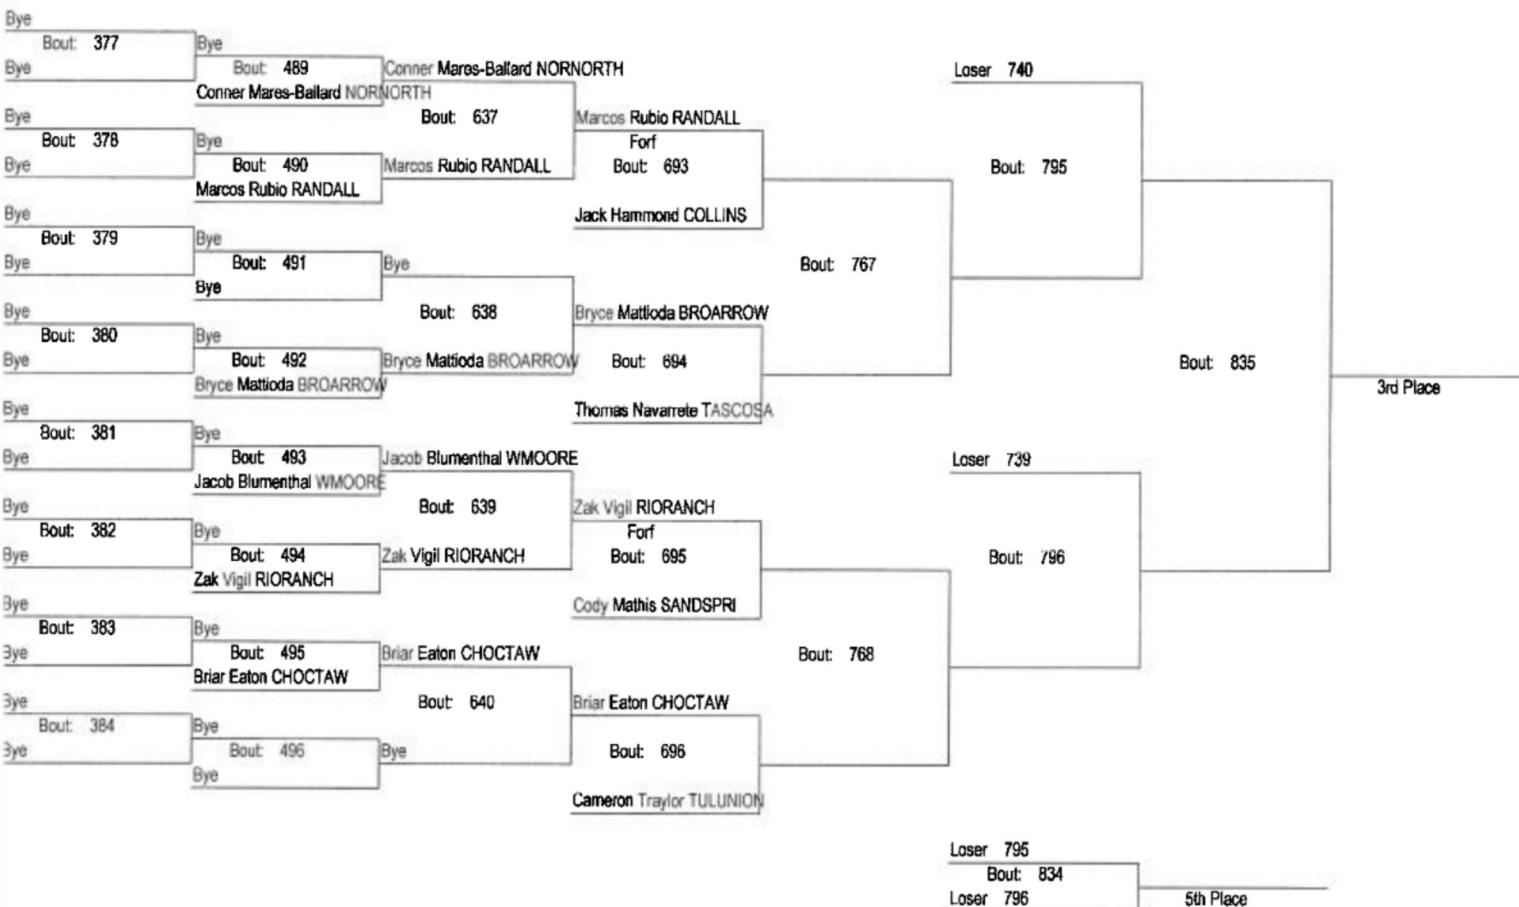 Bye
Bout: 377
Bye
Bye
Bout: 489
Conner Mares-Ballard NORNORTH
Conner Mares-Ballard NORNORTH
Bout: 637
Bye
Bout: 378
Bye
Bye
Bout: 490
Marcos Rubio RANDALL
Marcos Rubio RANDALL
Marcos Rubio RANDALL
Forf
Bout: 693
Jack Hammond COLLINS
Bye
Bout: 379
Bye
Bye
Bout: 491
Bye
Bye
Bout: 638
Bye
Bout: 380
Bye
Bye
Bout: 492
Bryce Mattioda BROARROW
Bryce Mattioda BROARROW
Bryce Mattioda BROARROW
Bout: 694
Thomas Navarrete TASCOSA
Bout: 767
Loser 740
Bout: 795
Bye
Bout: 381
Bye
Bye
Bout: 493
Jacob Blumenthal WMOORE
Jacob Blumenthal WMOORE
Bout: 639
Bye
Bout: 382
Bye
Bye
Bout: 494
Zak Vigil RIORANCH
Zak Vigil RIORANCH
Zak Vigil RIORANCH
Forf
Bout: 695
Cody Mathis SANDSPRI
Bye
Bout: 383
Bye
Bye
Bout: 495
Briar Eaton CHOCTAW
Briar Eaton CHOCTAW
Bout: 640
Bye
Bout: 384
Bye
Bye
Bout: 496
Bye
Bye
Briar Eaton CHOCTAW
Bout: 696
Cameron Traylor TULUNION
Bout: 768
Loser 739
Bout: 796
Bout: 835
3rd Place
Loser 795
Bout: 834
Loser 796
5th Place